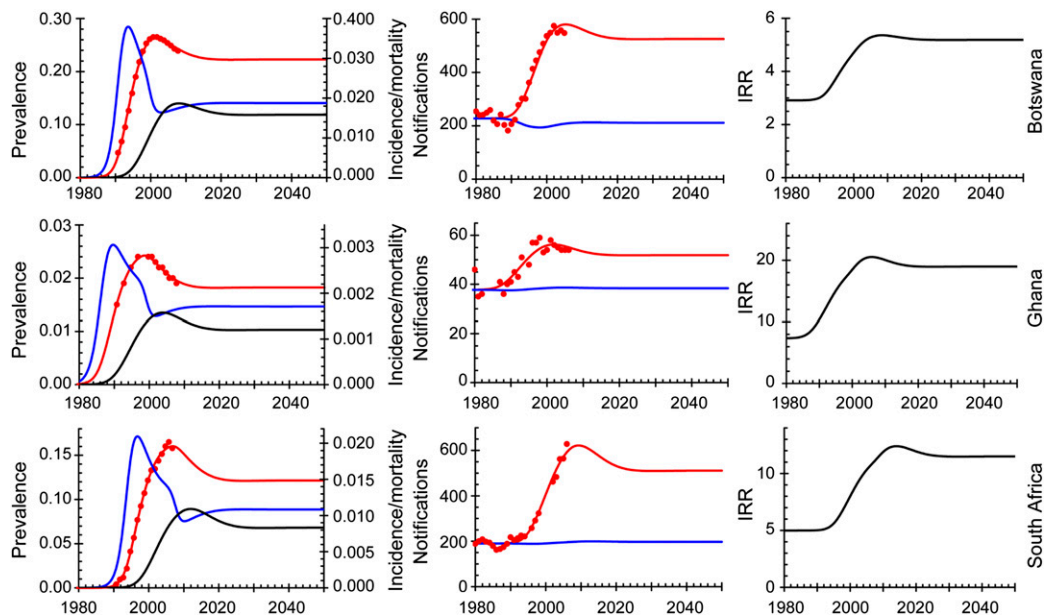 0.30
0.20
0.10
0.00
Prevalence
0.400
0.300
0.200
0.100
0.000
Incidence/mortality
1980 2000 2020 2040
600
400
200
0
Notifications
1980 2000 2020 2040
6
4
2
0
IRR
1980 2000 2020 2040
Botswana
0.03
0.02
0.01
0.00
Prevalence
0.003
0.002
0.001
0.000
Incidence/mortality
1980 2000 2020 2040
60
40
20
0
Notifications
1980 2000 2020 2040
20
10
0
IRR
1980 2000 2020 2040
Ghana
0.15
0.10
0.05
0.00
Prevalence
0.020
0.015
0.010
0.005
0.000
Incidence/mortality
1980 2000 2020 2040
600
400
200
0
Notifications
1980 2000 2020 2040
10
5
0
IRR
1980 2000 2020 2040
South Africa